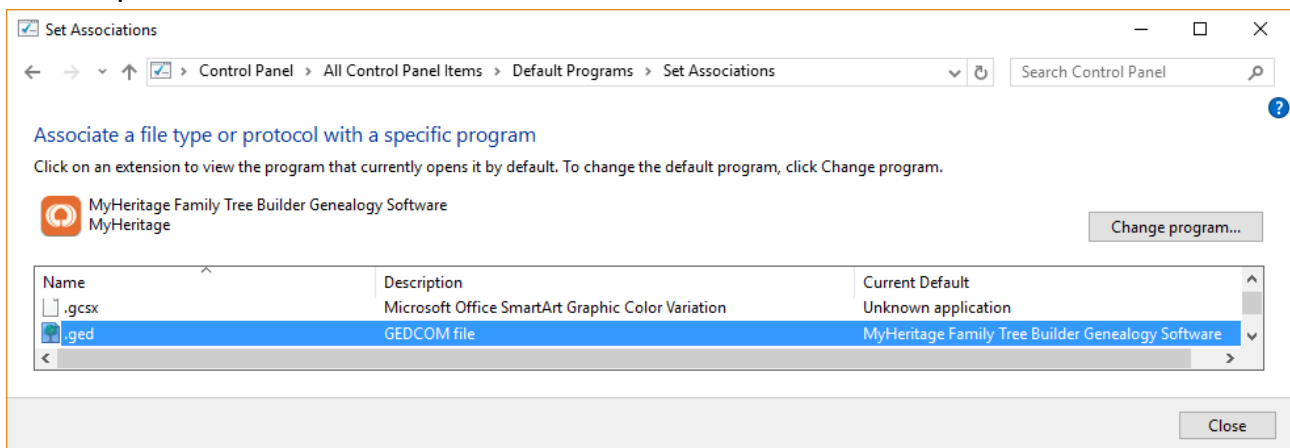 Set Associations
Control Panel > All Control Panel Items > Default Programs > Set Associations
Search Control Panel
?
Associate a file type or protocol with a specific program
Click on an extension to view the program that currently opens it by default. To change the default program, click Change program.
MyHeritage Family Tree Builder Genealogy Software
MyHeritage
Change program...
Name Description Current Default
.gcsx Microsoft Office SmartArt Graphic Color Variation Unknown application
.ged GEDCOM file MyHeritage Family Tree Builder Genealogy Software
Close